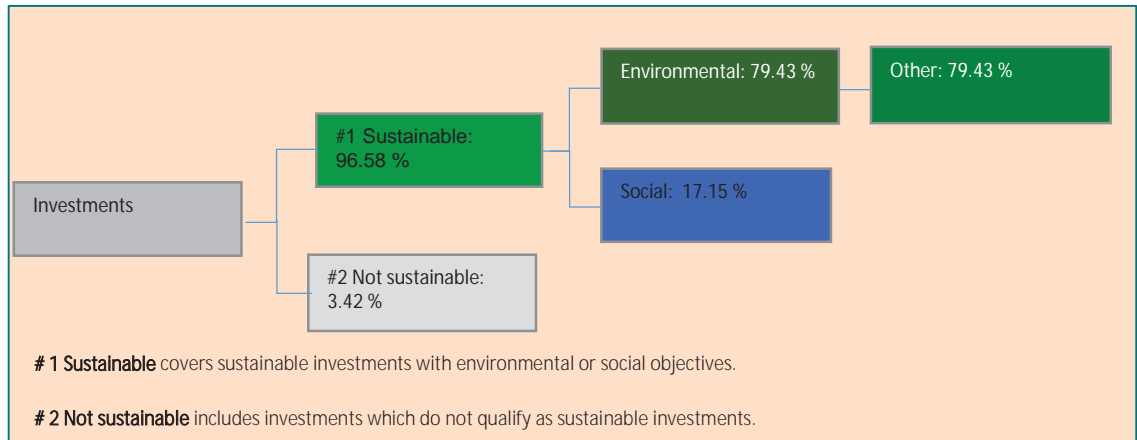 Investments
#1 Sustainable:
96.58 %
#2 Not sustainable:
3.42 %
Environmental: 79.43 %
Social:  17.15 %
Other: 79.43 %
# 1 Sustainable covers sustainable investments with environmental or social objectives.
# 2 Not sustainable includes investments which do not qualify as sustainable investments.